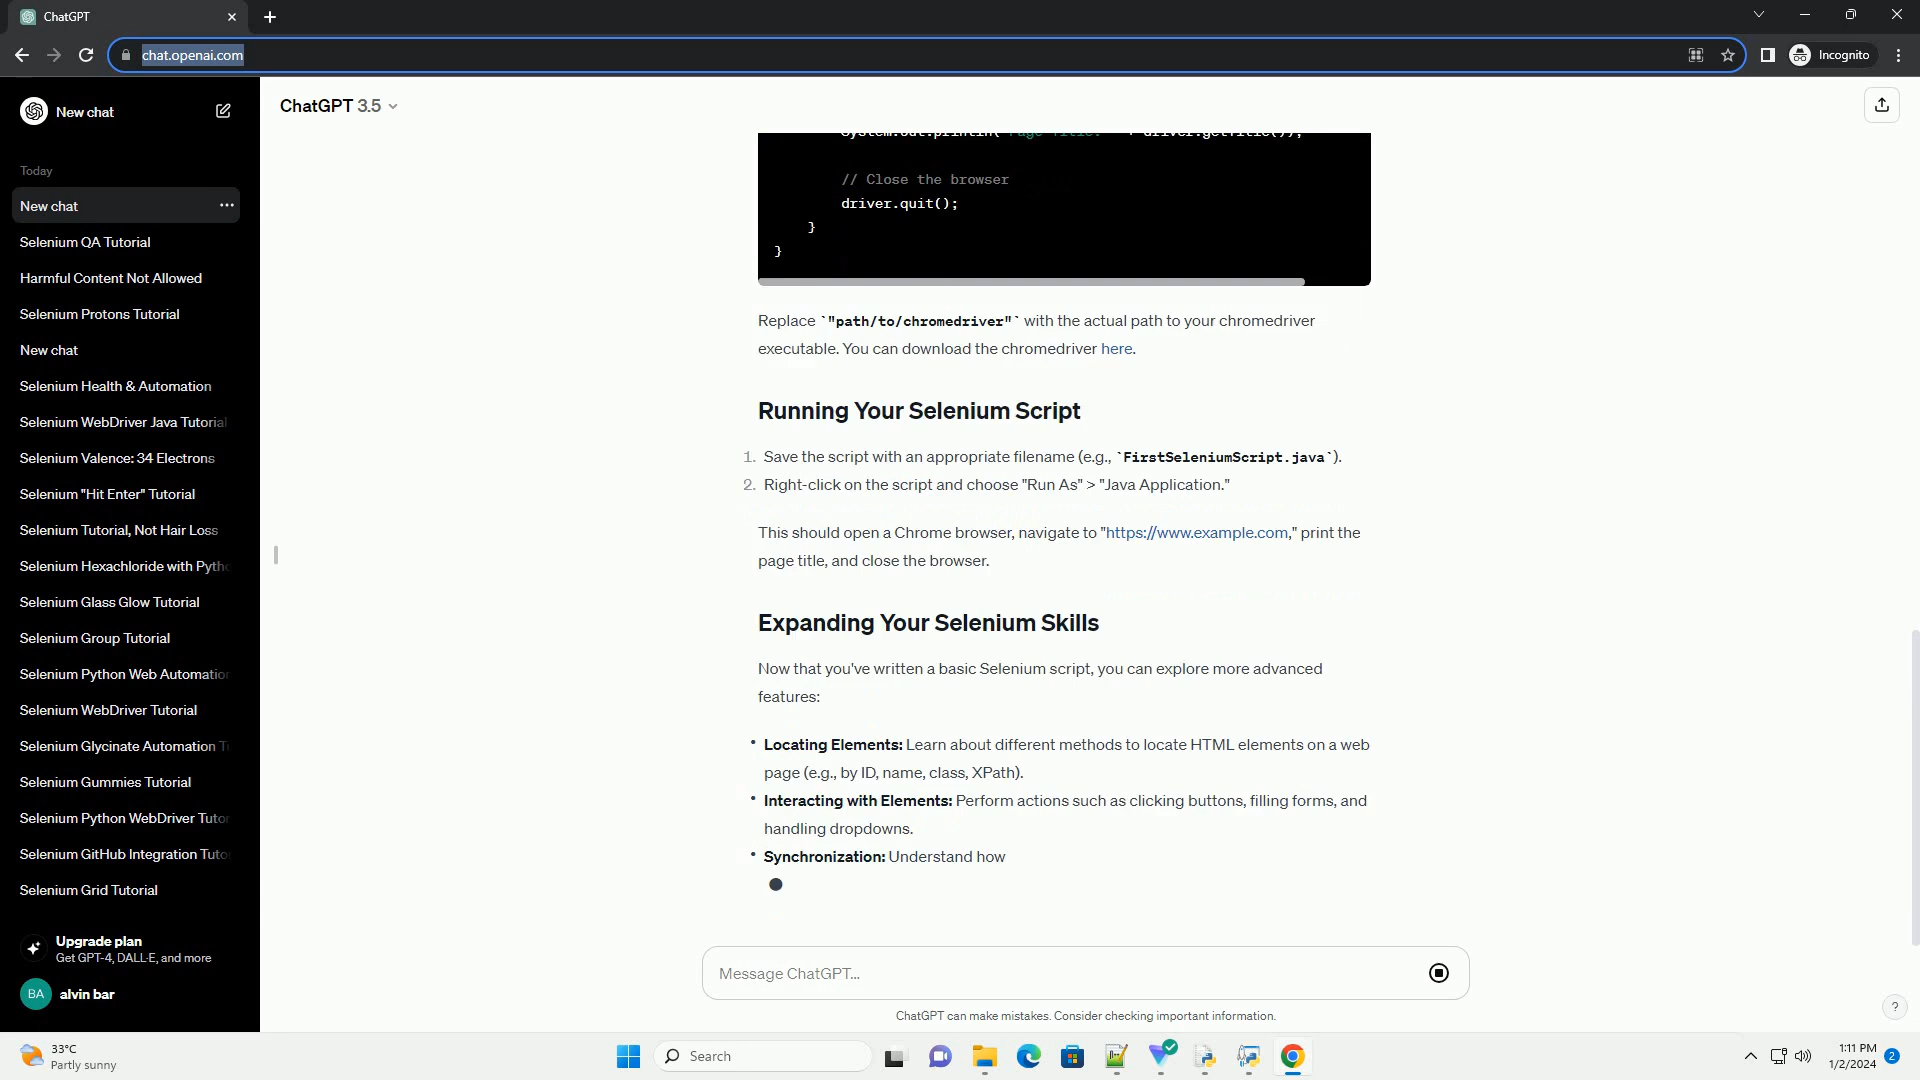 ChatGPT
chat.openai.com
Incognito
New chat
ChatGPT 3.5
Today
New chat
Selenium QA Tutorial
Harmful Content Not Allowed
Selenium Protons Tutorial
New chat
Selenium Health & Automation
Selenium WebDriver Java Tutorial
Selenium Valence: 34 Electrons
Selenium "Hit Enter" Tutorial
Selenium Tutorial, Not Hair Loss
Selenium Hexachloride with Pytho
Selenium Glass Glow Tutorial
Selenium Group Tutorial
Selenium Python Web Automation
Selenium WebDriver Tutorial
Selenium Glycinate Automation T
Selenium Gummies Tutorial
Selenium Python WebDriver Tutor
Selenium GitHub Integration Tuto
Selenium Grid Tutorial
Upgrade plan
Get GPT-4, DALL·E, and more
BA
alvin bar
System.out.println("Page Title: " + driver.getTitle());
// Close the browser
driver.quit();
}
}
Replace `"path/to/chromedriver"` with the actual path to your chromedriver
executable. You can download the chromedriver here.
Running Your Selenium Script
1. Save the script with an appropriate filename (e.g., `FirstSeleniumScript.java`).
2. Right-click on the script and choose "Run As" > "Java Application."
This should open a Chrome browser, navigate to "https://www.example.com," print the
page title, and close the browser.
Expanding Your Selenium Skills
Now that you've written a basic Selenium script, you can explore more advanced
features:
• Locating Elements: Learn about different methods to locate HTML elements on a web
page (e.g., by ID, name, class, XPath).
• Interacting with Elements: Perform actions such as clicking buttons, filling forms, and
handling dropdowns.
• Synchronization: Understand how
Message ChatGPT...
ChatGPT can make mistakes. Consider checking important information.
?
33°C
Partly sunny
Search
1:11 PM
1/2/2024
2